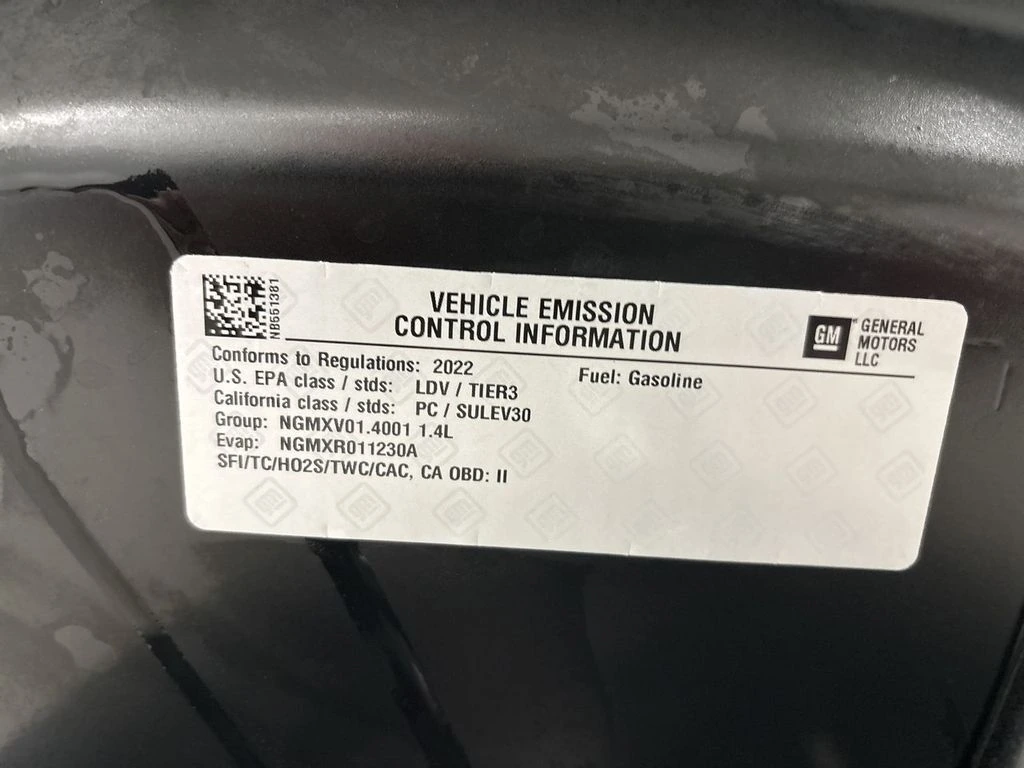 NB551381
VEHICLE EMISSION
CONTROL INFORMATION
GM GENERAL
MOTORS
LLC
Conforms to Regulations: 2022
Fuel: Gasoline
U.S. EPA class / stds: LDV / TIER3
California class / stds: PC / SULEV30
Group: NGMXV01.4001 1.4L
Evap: NGMXR011230A
SFI/TC/HO2S/TWC/CAC, CA OBD: II